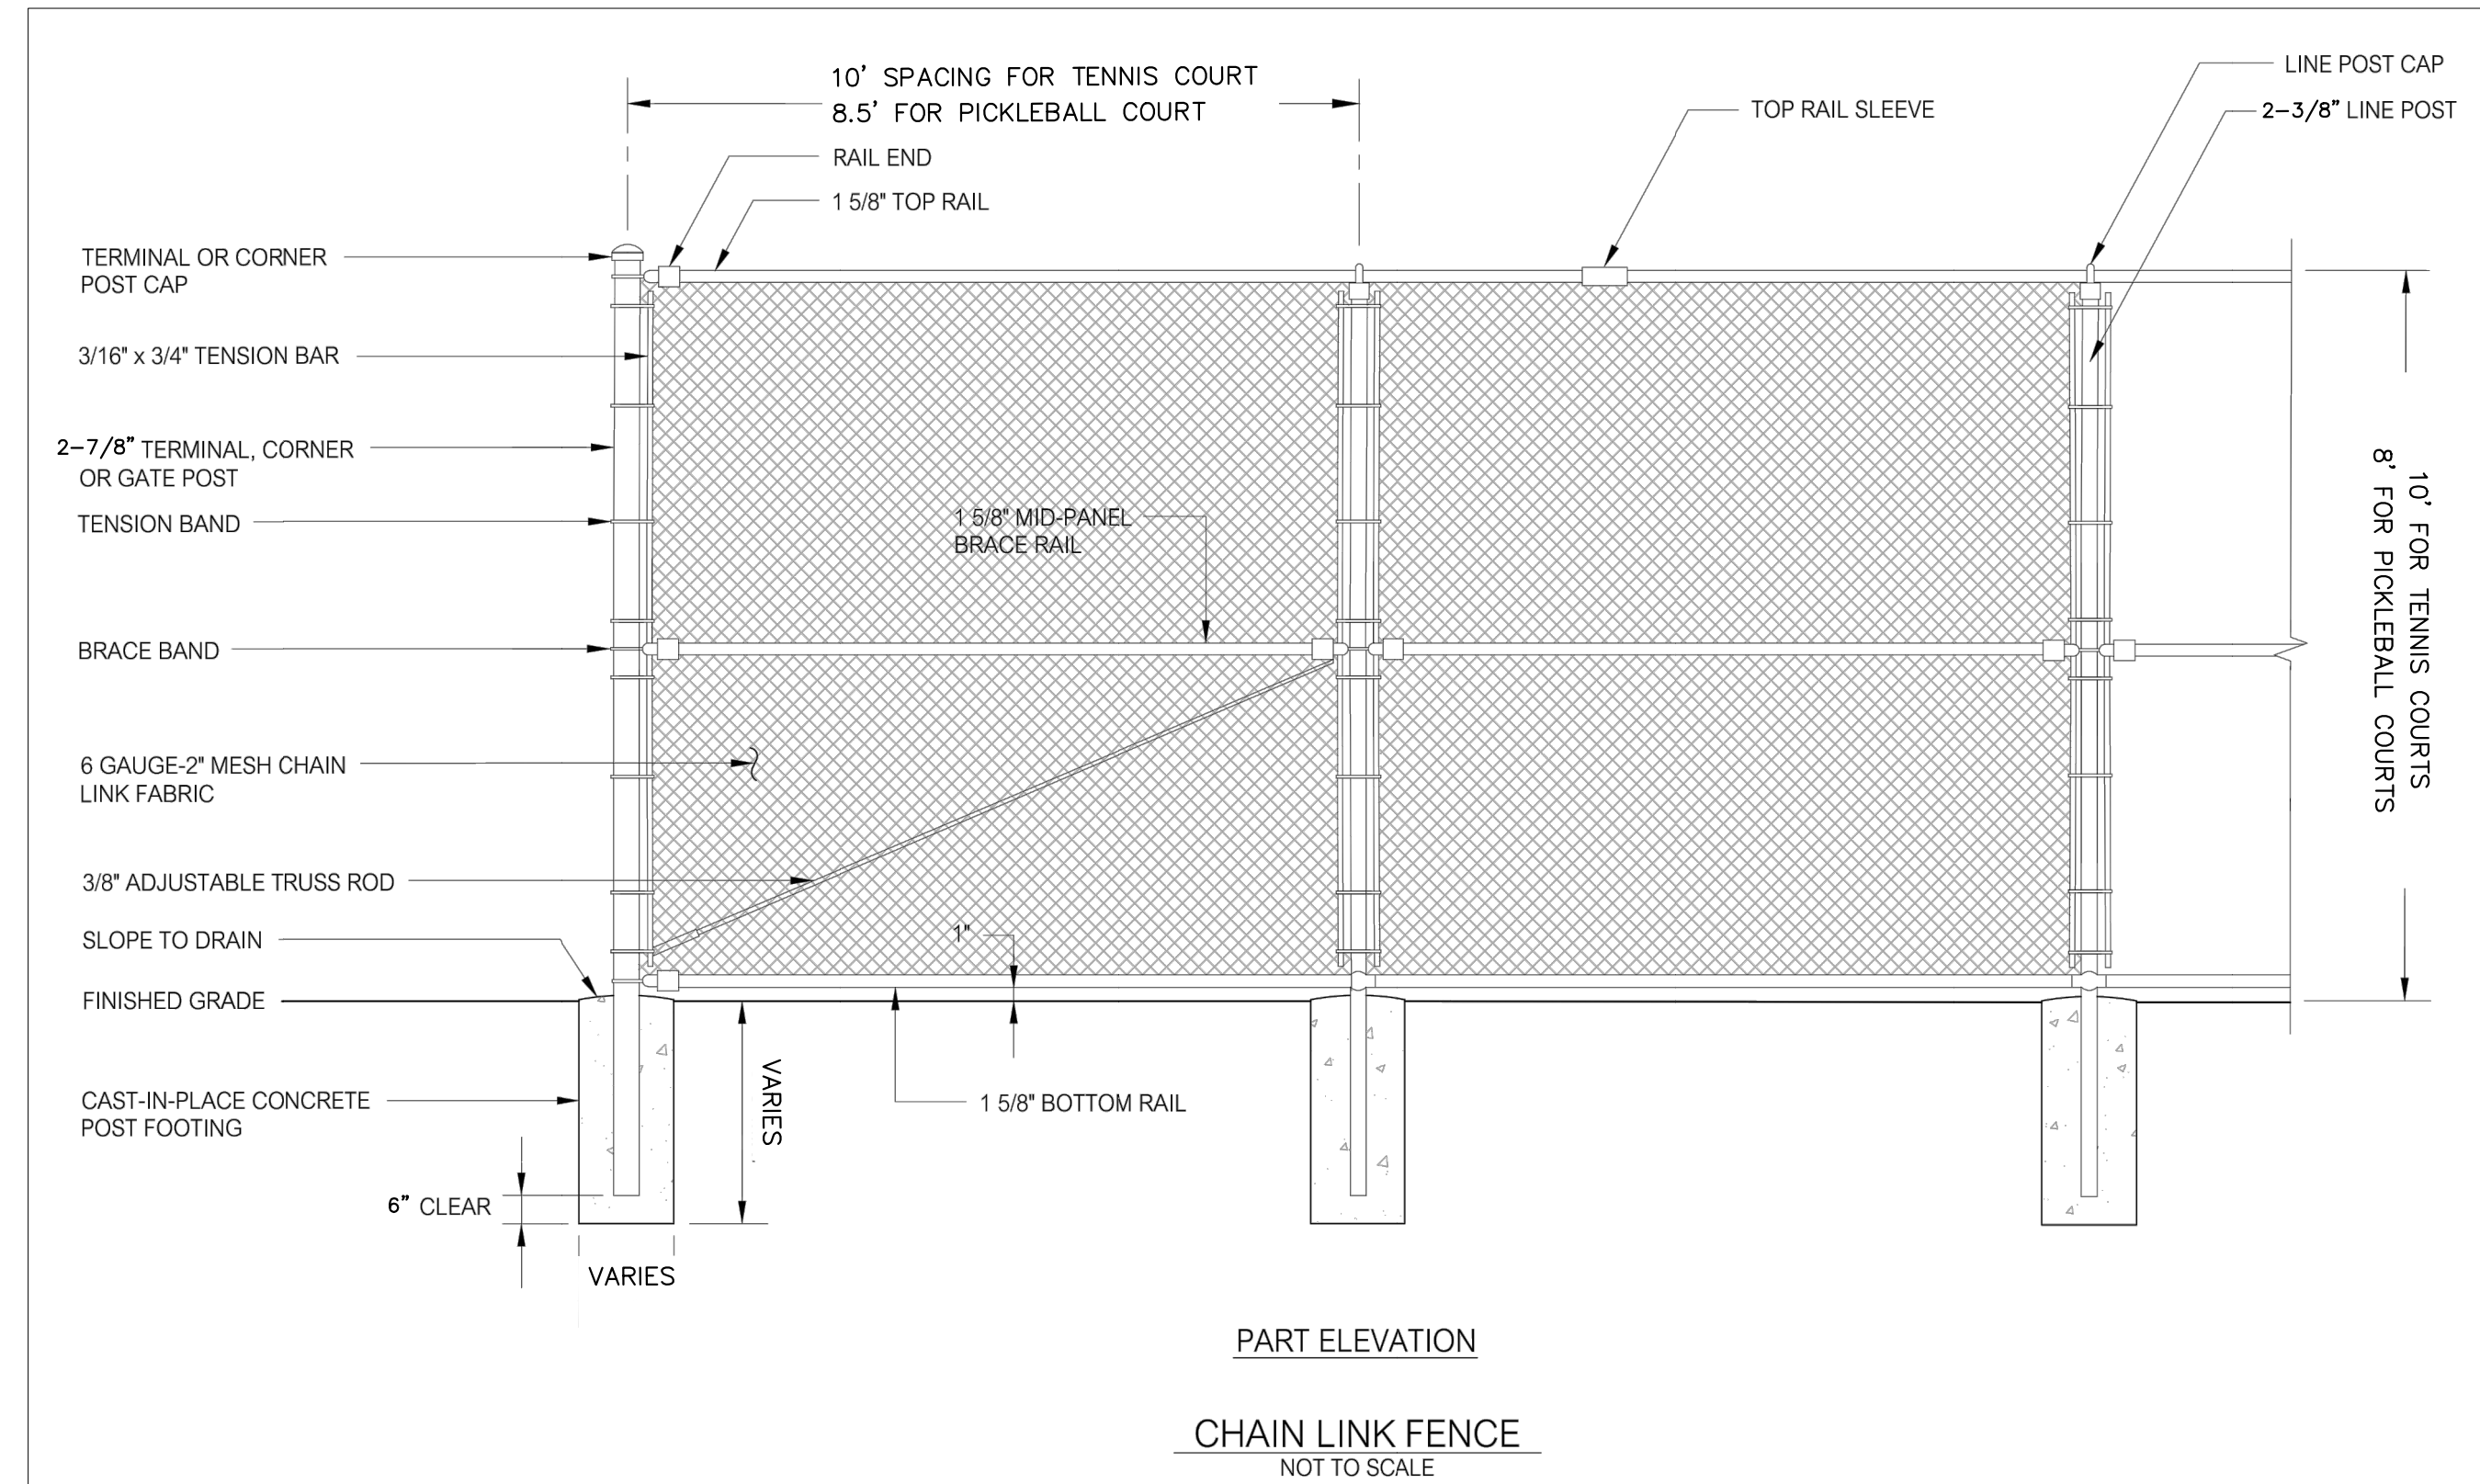 10' SPACING FOR TENNIS COURT
8.5' FOR PICKLEBALL COURT
RAIL END
1 5/8" TOP RAIL
TOP RAIL SLEEVE
LINE POST CAP
2-3/8" LINE POST
TERMINAL OR CORNER
POST CAP
3/16" x 3/4" TENSION BAR
2-7/8" TERMINAL, CORNER
OR GATE POST
TENSION BAND
1 5/8" MID-PANEL
BRACE RAIL
BRACE BAND
6 GAUGE-2" MESH CHAIN
LINK FABRIC
3/8" ADJUSTABLE TRUSS ROD
SLOPE TO DRAIN
1"
FINISHED GRADE
10' FOR TENNIS COURTS
8' FOR PICKLEBALL COURTS
CAST-IN-PLACE CONCRETE
POST FOOTING
VARIES
1 5/8" BOTTOM RAIL
6" CLEAR
VARIES
PART ELEVATION
CHAIN LINK FENCE
NOT TO SCALE